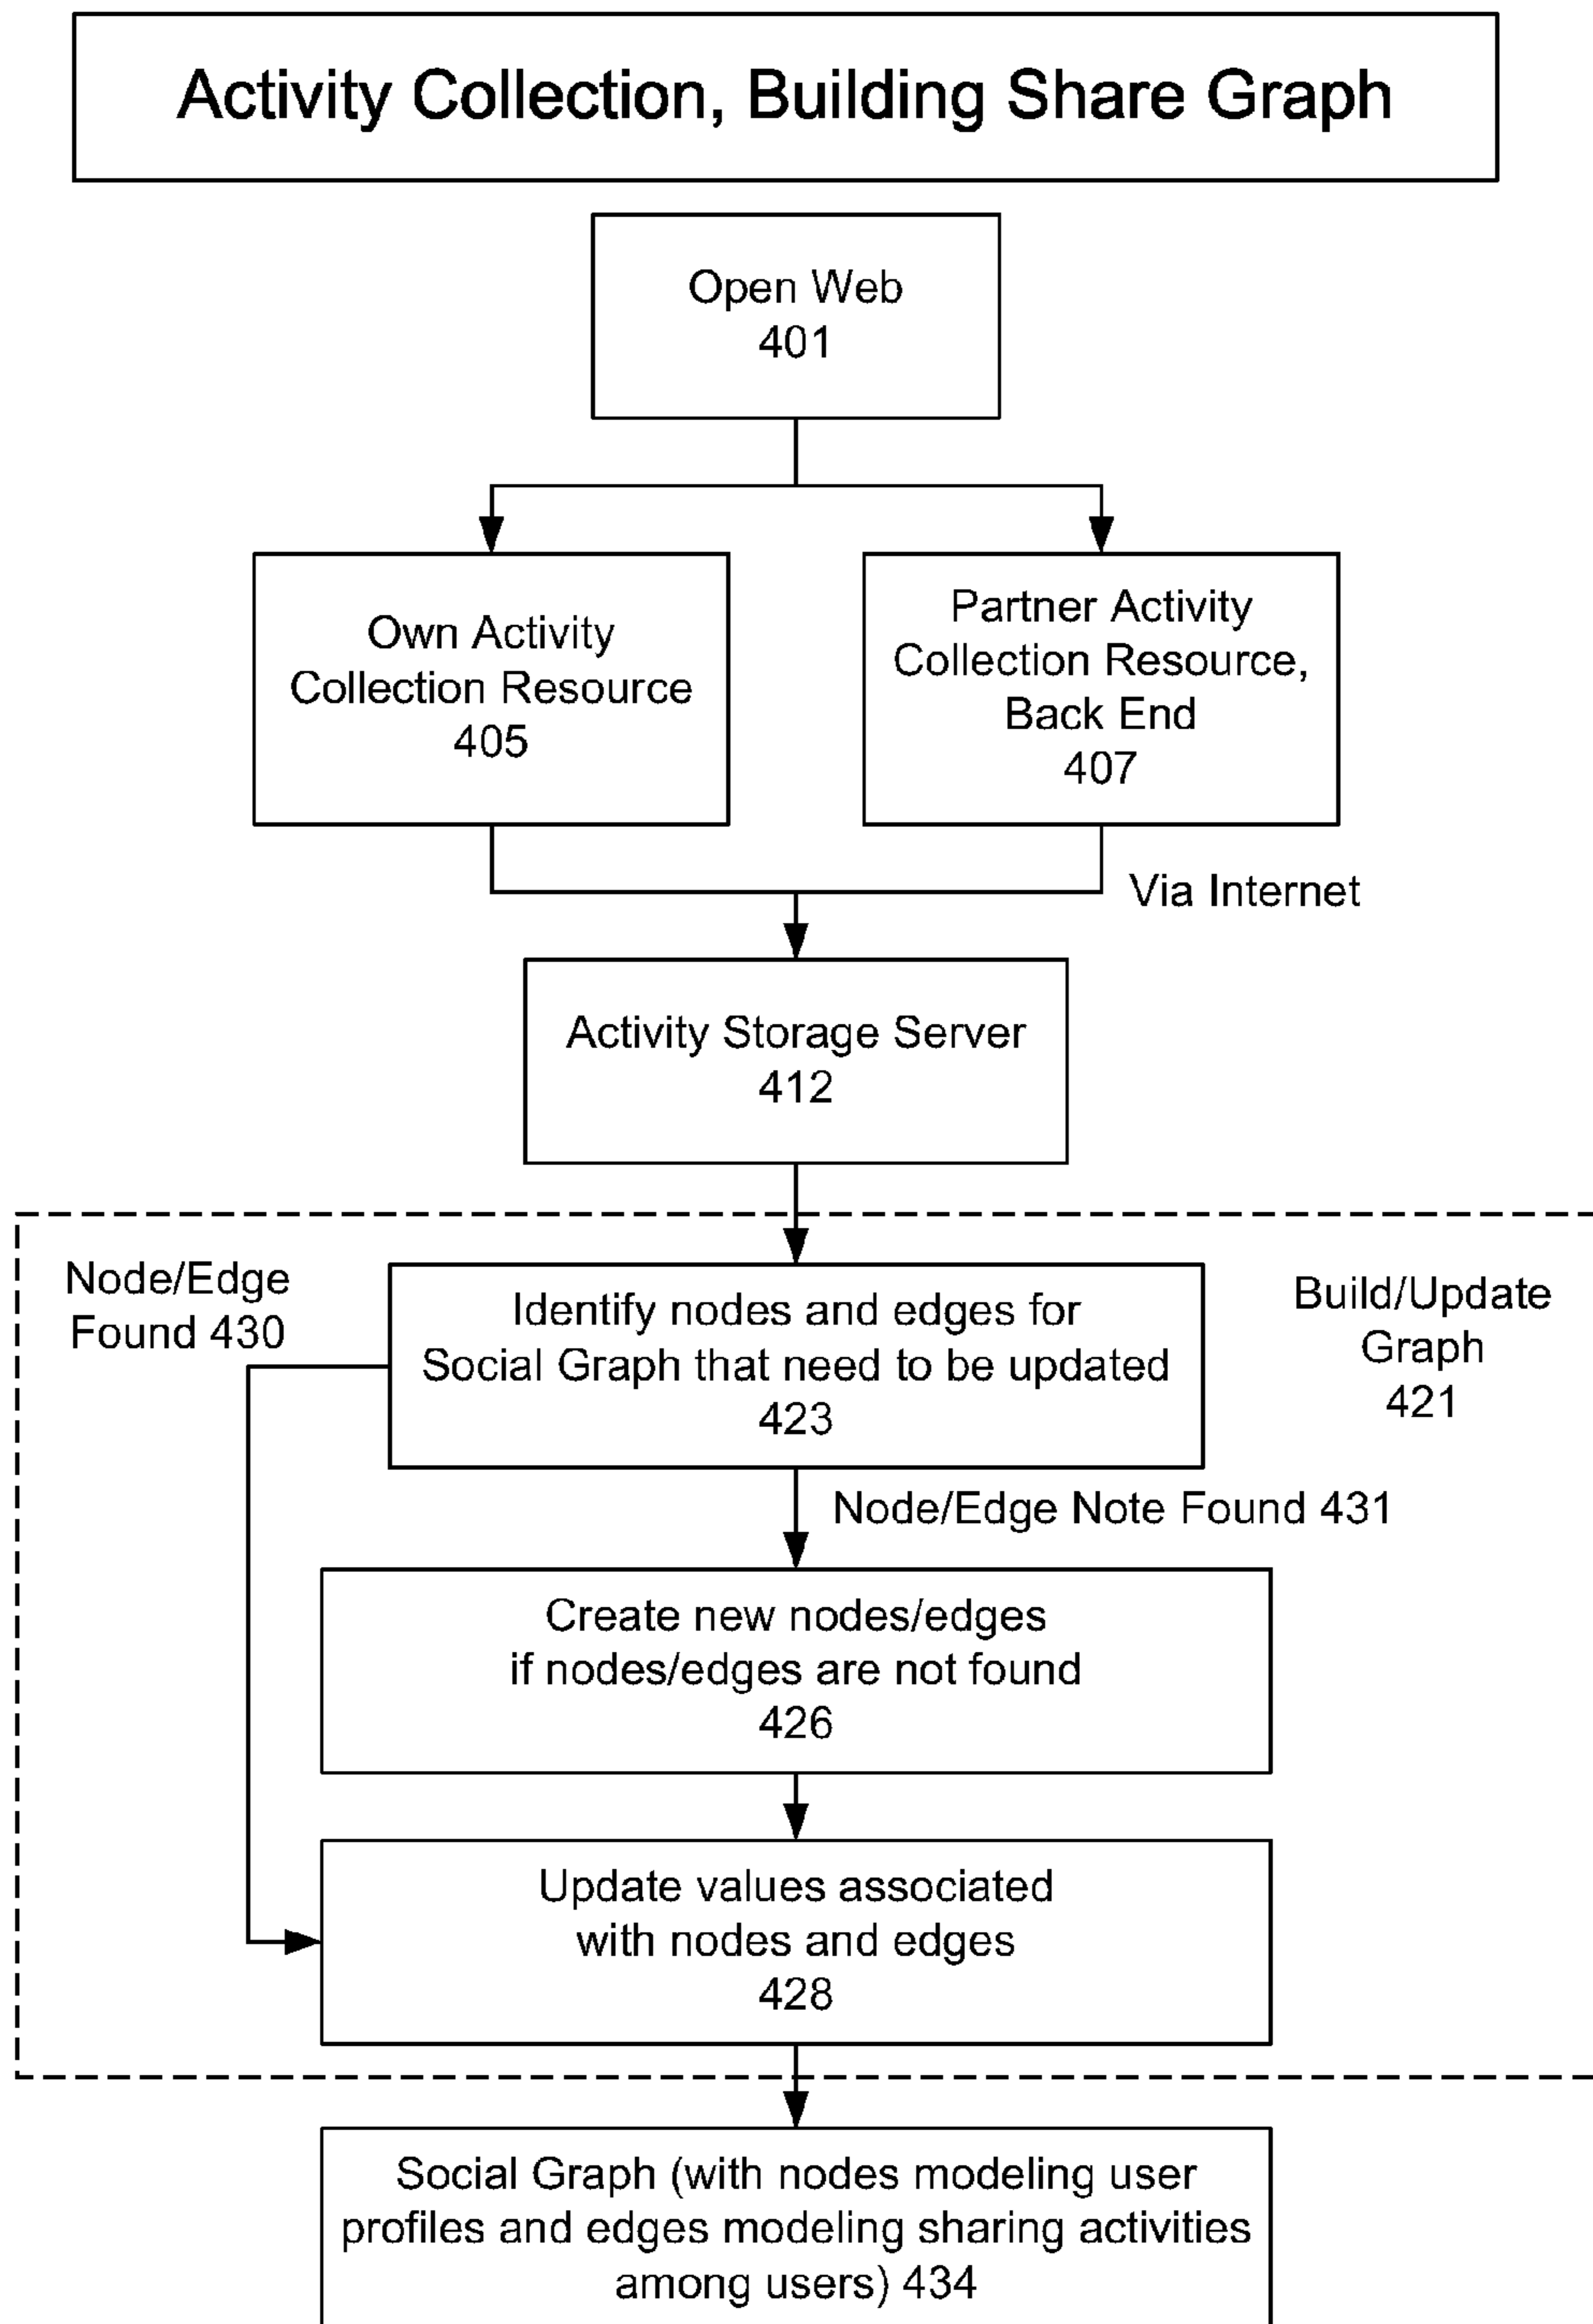 Activity Collection, Building Share Graph
Open Web
401
Own Activity
Collection Resource
405
Partner Activity
Collection Resource,
Back End
407
Via Internet
Activity Storage Server
412
Node/Edge
Found 430
Identify nodes and edges for
Social Graph that need to be updated
423
Build/Update
Graph
421
Node/Edge Note Found 431
Create new nodes/edges
if nodes/edges are not found
426
Update values associated
with nodes and edges
428
Social Graph (with nodes modeling user
profiles and edges modeling sharing activities
among users) 434